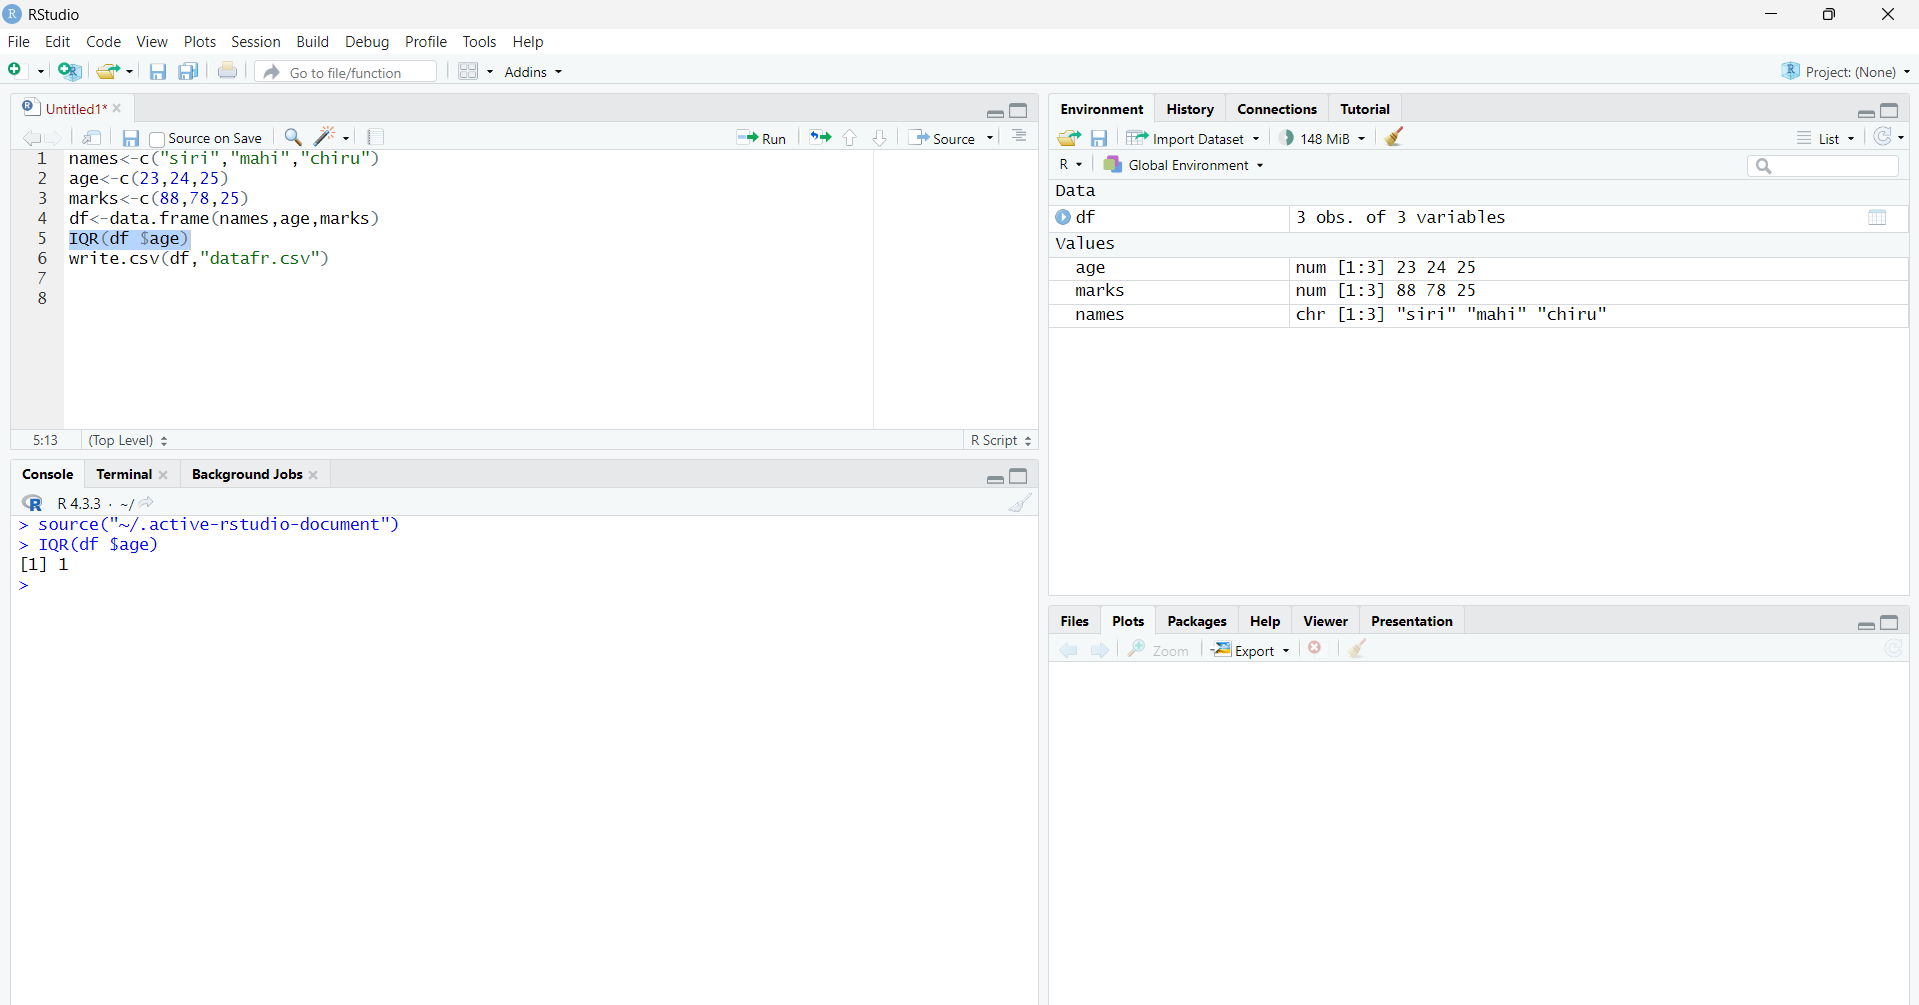 RStudio
File Edit Code View Plots Session Build Debug Profile Tools Help
Go to file/function Addins Project: (None)
Untitled1*
Source on Save Run Source
1 names<-c("siri","mahi","chiru")
2 age<-c(23,24,25)
3 marks<-c(88,78,25)
4 df<-data.frame(names,age,marks)
5 IQR(df $age)
6 write.csv(df,"datafr.csv")
7
8
5:13 (Top Level) R Script
Console Terminal Background Jobs
R 4.3.3 · ~/
> source("~/.active-rstudio-document")
> IQR(df $age)
[1] 1
>
Environment History Connections Tutorial
Import Dataset 148 MiB List
R Global Environment
Data
df 3 obs. of 3 variables
Values
age num [1:3] 23 24 25
marks num [1:3] 88 78 25
names chr [1:3] "siri" "mahi" "chiru"
Files Plots Packages Help Viewer Presentation
Zoom Export